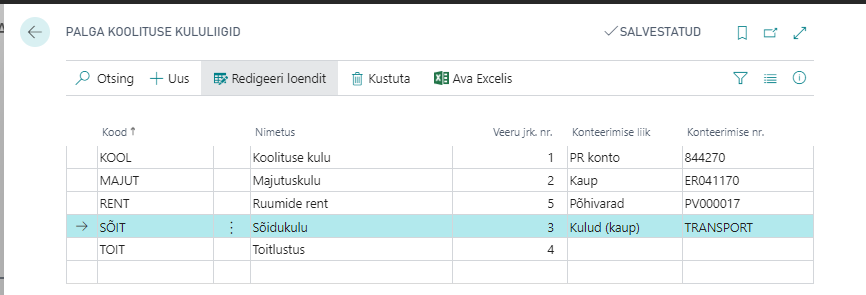 PALGA KOOLITUSE KULULIIGID SALVESTATUD
Otsing Uus Redigeeri loendit Kustuta Ava Excelis
Kood ↑ Nimetus Veeru jrk. nr. Konteerimise liik Konteerimise nr.
KOOL Koolituse kulu 1 PR konto 844270
MAJUT Majutuskulu 2 Kaup ER041170
RENT Ruumide rent 5 Põhivarad PV000017
SÕIT Sõidukulu 3 Kulud (kaup) TRANSPORT
TOIT Toitlustus 4